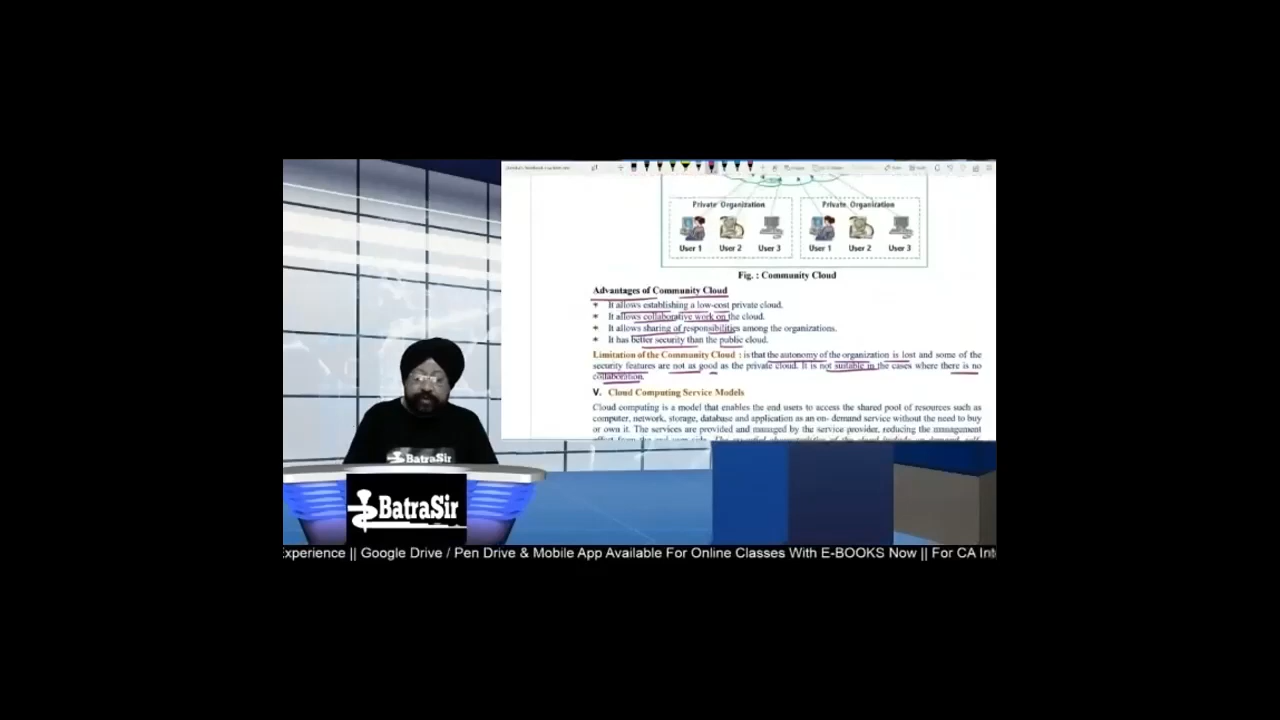 Private Organization Private Organization
User 1 User 2 User 3 User 1 User 2 User 3
Fig. : Community Cloud
Advantages of Community Cloud
* It allows establishing a low-cost private cloud.
* It allows collaborative work on the cloud.
* It allows sharing of responsibilities among the organizations.
* It has better security than the public cloud.
Limitation of the Community Cloud : is that the autonomy of the organization is lost and some of the
security features are not as good as the private cloud. It is not suitable in the cases where there is no
collaboration.
V. Cloud Computing Service Models
Cloud computing is a model that enables the end users to access the shared pool of resources such as
computer, network, storage, database and application as an on- demand service without the need to buy
or own it. The services are provided and managed by the service provider, reducing the management
BatraSir
BatraSir
Experience || Google Drive / Pen Drive & Mobile App Available For Online Classes With E-BOOKS Now || For CA